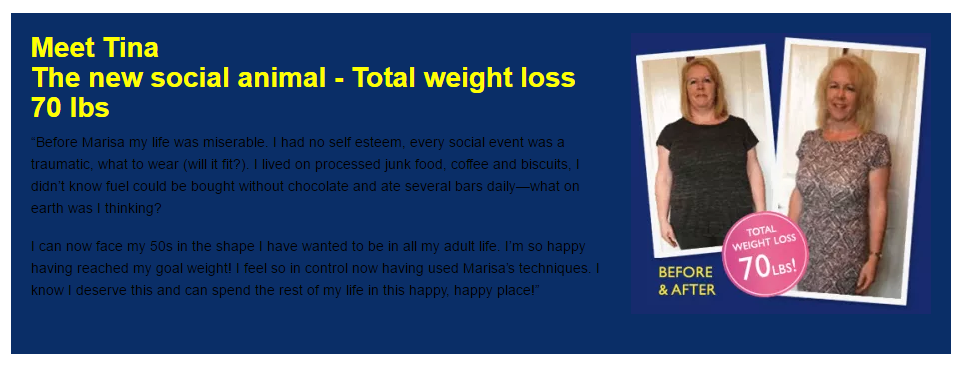 Meet Tina
The new social animal - Total weight loss
70 lbs
“Before Marisa my life was miserable. I had no self esteem, every social event was a
traumatic, what to wear (will it fit?). I lived on processed junk food, coffee and biscuits, I
didn’t know fuel could be bought without chocolate and ate several bars daily—what on
earth was I thinking?
I can now face my 50s in the shape I have wanted to be in all my adult life. I’m so happy
having reached my goal weight! I feel so in control now having used Marisa’s techniques. I
know I deserve this and can spend the rest of my life in this happy, happy place!”
TOTAL
WEIGHT LOSS
70LBS!
BEFORE
& AFTER